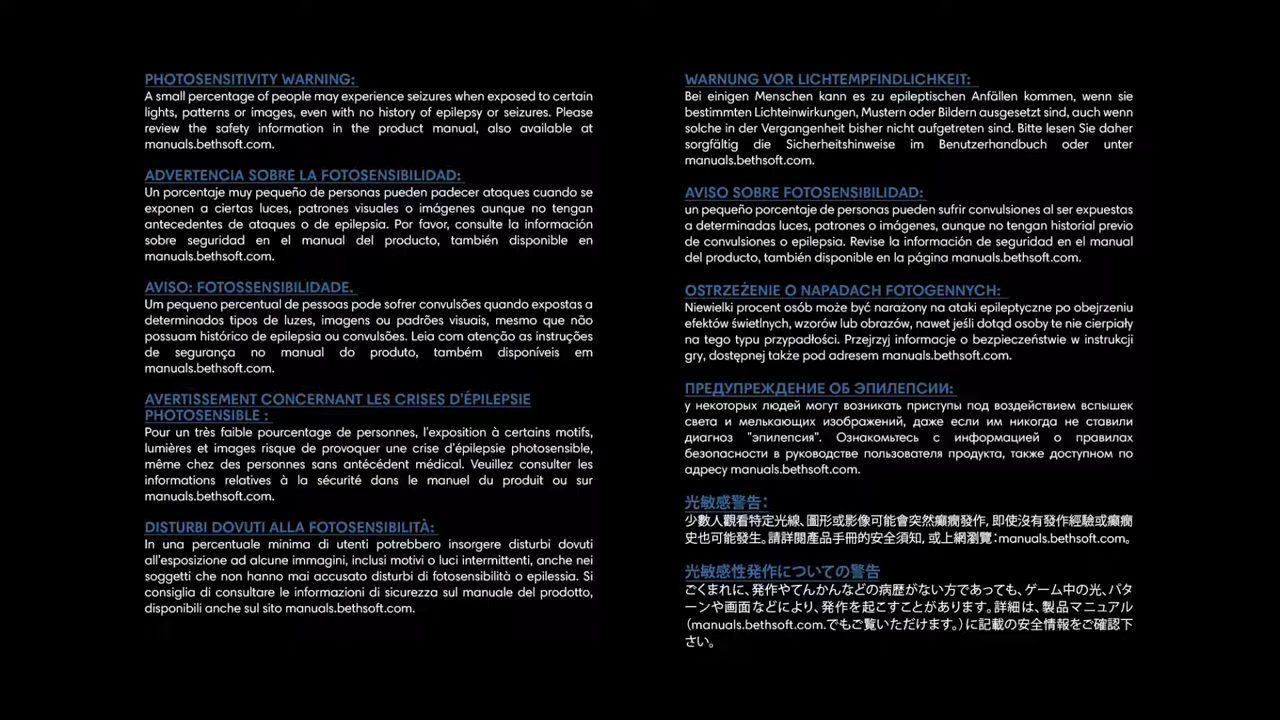 PHOTOSENSITIVITY WARNING:
A small percentage of people may experience seizures when exposed to certain
lights, patterns or images, even with no history of epilepsy or seizures. Please
review the safety information in the product manual, also available at
manuals.bethsoft.com.
ADVERTENCIA SOBRE LA FOTOSENSIBILIDAD:
Un porcentaje muy pequeño de personas pueden padecer ataques cuando se
exponen a ciertas luces, patrones visuales o imágenes aunque no tengan
antecedentes de ataques o de epilepsia. Por favor, consulte la información
sobre seguridad en el manual del producto, también disponible en
manuals.bethsoft.com.
AVISO: FOTOSSENSIBILIDADE.
Um pequeno percentual de pessoas pode sofrer convulsões quando expostas a
determinados tipos de luzes, imagens ou padrões visuais, mesmo que não
possuam histórico de epilepsia ou convulsões. Leia com atenção as instruções
de segurança no manual do produto, também disponíveis em
manuals.bethsoft.com.
AVERTISSEMENT CONCERNANT LES CRISES D'ÉPILEPSIE
PHOTOSENSIBLE :
Pour un très faible pourcentage de personnes, l'exposition à certains motifs,
lumières et images risque de provoquer une crise d'épilepsie photosensible,
même chez des personnes sans antécédent médical. Veuillez consulter les
informations relatives à la sécurité dans le manuel du produit ou sur
manuals.bethsoft.com.
DISTURBI DOVUTI ALLA FOTOSENSIBILITÀ:
In una percentuale minima di utenti potrebbero insorgere disturbi dovuti
all'esposizione ad alcune immagini, inclusi motivi o luci intermittenti, anche nei
soggetti che non hanno mai accusato disturbi di fotosensibilità o epilessia. Si
consiglia di consultare le informazioni di sicurezza sul manuale del prodotto,
disponibili anche sul sito manuals.bethsoft.com.
WARNUNG VOR LICHTEMPFINDLICHKEIT:
Bei einigen Menschen kann es zu epileptischen Anfällen kommen, wenn sie
bestimmten Lichteinwirkungen, Mustern oder Bildern ausgesetzt sind, auch wenn
solche in der Vergangenheit bisher nicht aufgetreten sind. Bitte lesen Sie daher
sorgfältig die Sicherheitshinweise im Benutzerhandbuch oder unter
manuals.bethsoft.com.
AVISO SOBRE FOTOSENSIBILIDAD:
un pequeño porcentaje de personas pueden sufrir convulsiones al ser expuestas
a determinadas luces, patrones o imágenes, aunque no tengan historial previo
de convulsiones o epilepsia. Revise la información de seguridad en el manual
del producto, también disponible en la página manuals.bethsoft.com.
OSTRZEŻENIE O NAPADACH FOTOGENNYCH:
Niewielki procent osób może być narażony na ataki epileptyczne po obejrzeniu
efektów świetlnych, wzorów lub obrazów, nawet jeśli dotąd osoby te nie cierpiały
na tego typu przypadłości. Przejrzyj informacje o bezpieczeństwie w instrukcji
gry, dostępnej także pod adresem manuals.bethsoft.com.
ПРЕДУПРЕЖДЕНИЕ ОБ ЭПИЛЕПСИИ:
у некоторых людей могут возникать приступы под воздействием вспышек
света и мелькающих изображений, даже если им никогда не ставили
диагноз "эпилепсия". Ознакомьтесь с информацией о правилах
безопасности в руководстве пользователя продукта, также доступном по
адресу manuals.bethsoft.com.
光敏感警告：
少數人觀看特定光線、圖形或影像可能會突然癲癇發作, 即使沒有發作經驗或癲癇
史也可能發生。請詳閱產品手冊的安全須知, 或上網瀏覽：manuals.bethsoft.com。
光敏感性発作についての警告
ごくまれに、発作やてんかんなどの病歴がない方であっても、ゲーム中の光、パタ
ーンや画面などにより、発作を起こすことがあります。詳細は、製品マニュアル
（manuals.bethsoft.com.でもご覧いただけます。）に記載の安全情報をご確認下
さい。